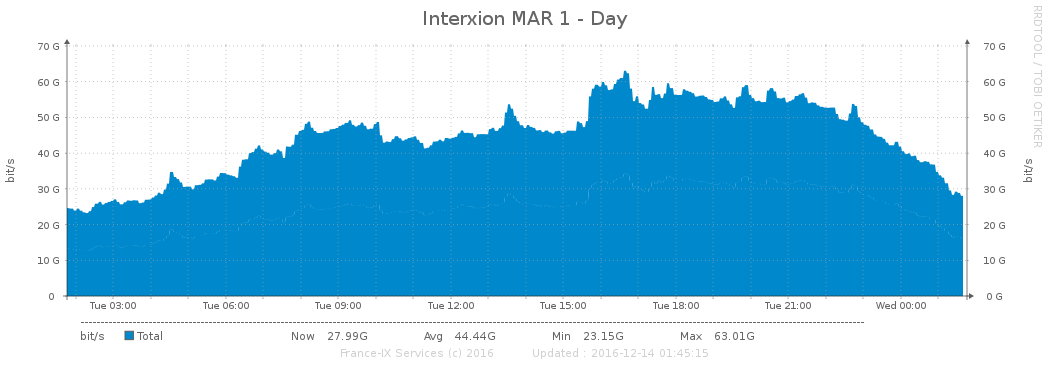 Interxion MAR 1 - Day
RRDTOOL / TOBI OETIKER
bit/s
bit/s
70 G 70 G
60 G 60 G
50 G 50 G
40 G 40 G
30 G 30 G
20 G 20 G
10 G 10 G
0 0 G
Tue 03:00 Tue 06:00 Tue 09:00 Tue 12:00 Tue 15:00 Tue 18:00 Tue 21:00 Wed 00:00
bit/s Total Now 27.99G Avg 44.44G Min 23.15G Max 63.01G
France-IX Services (c) 2016 Updated : 2016-12-14 01:45:15